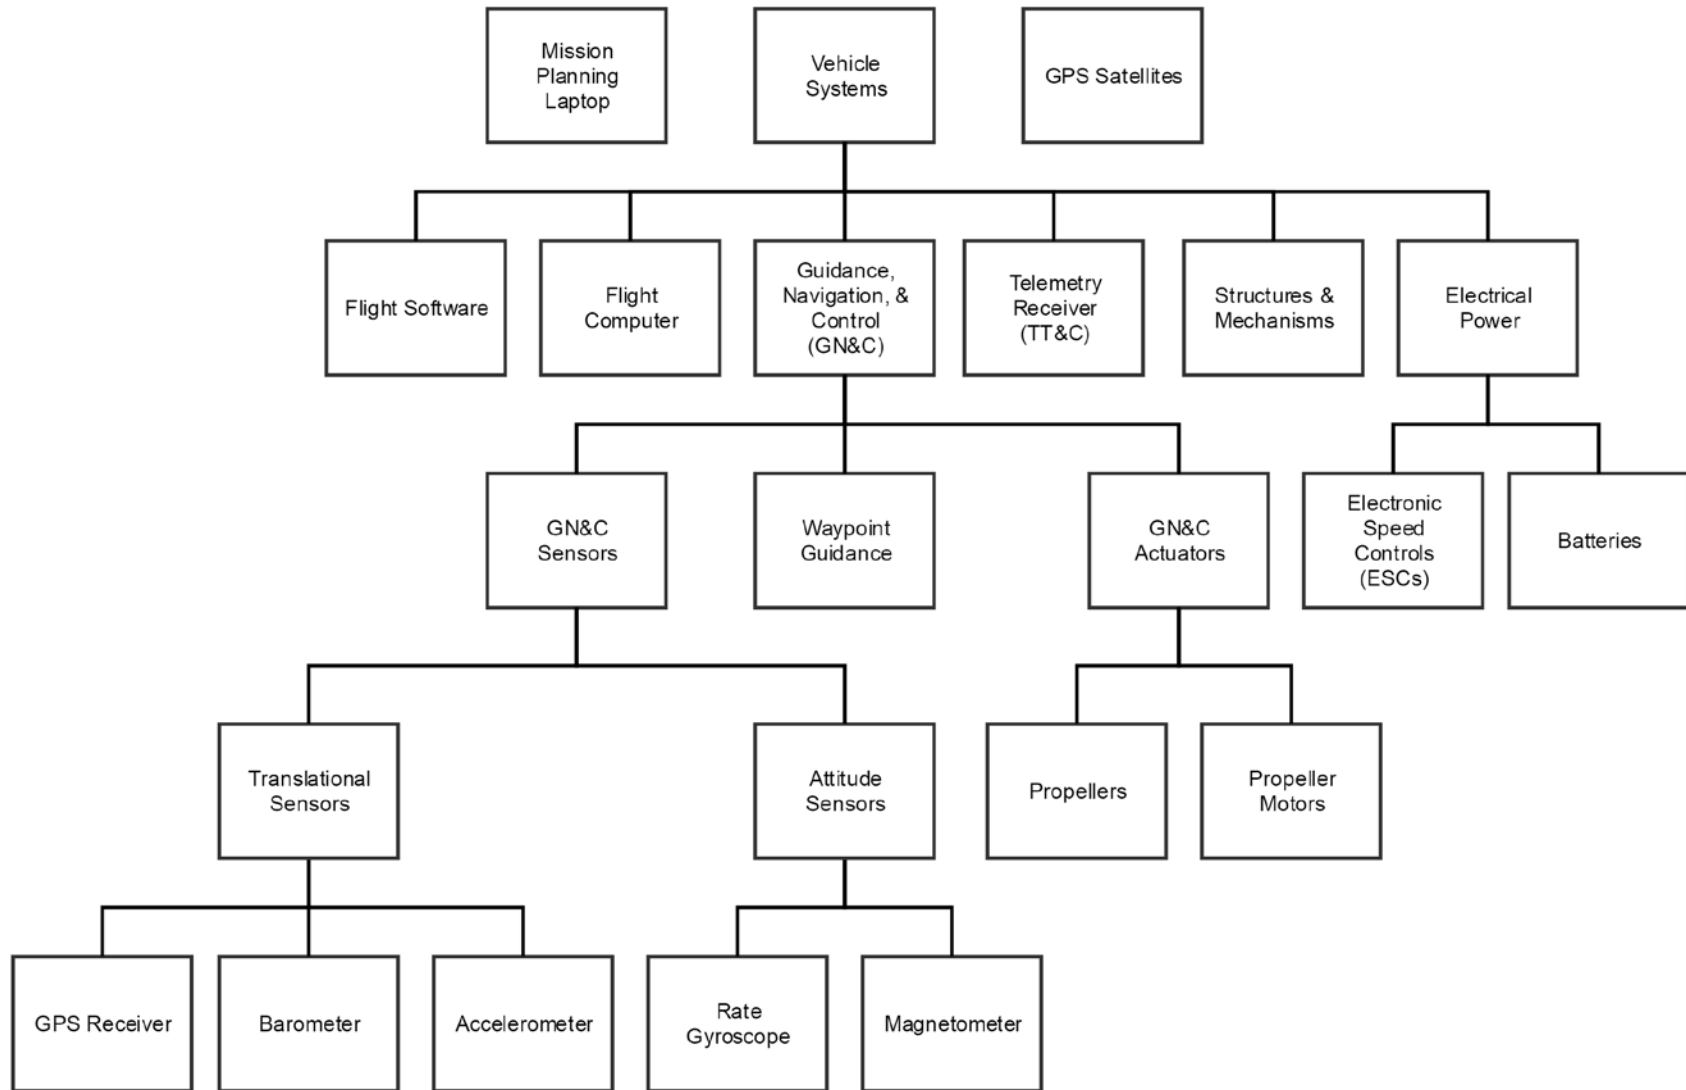 Mission
Planning
Laptop
Vehicle
Systems
GPS Satellites
Flight Software
Flight
Computer
Guidance,
Navigation, &
Control
(GN&C)
Telemetry
Receiver
(TT&C)
Structures &
Mechanisms
Electrical
Power
GN&C
Sensors
Waypoint
Guidance
GN&C
Actuators
Electronic
Speed
Controls
(ESCs)
Batteries
Translational
Sensors
Attitude
Sensors
Propellers
Propeller
Motors
GPS Receiver
Barometer
Accelerometer
Rate
Gyroscope
Magnetometer